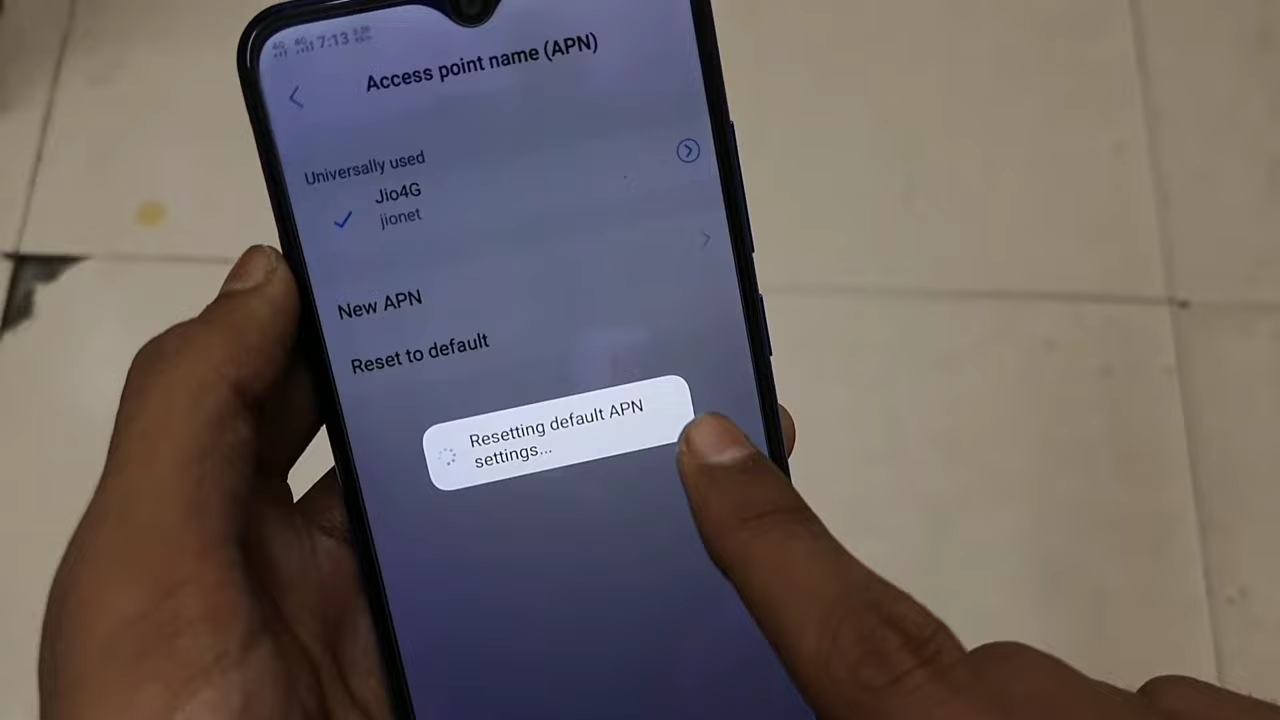 7:13
Access point name (APN)
Universally used
Jio4G
jionet
New APN
Reset to default
Resetting default APN
settings...